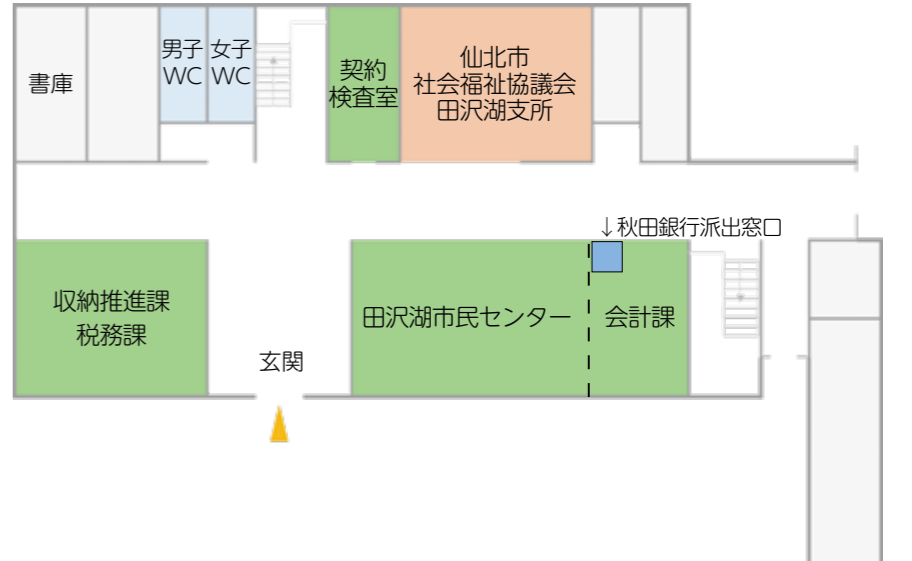 書庫
男子
WC
女子
WC
契約
検査室
仙北市
社会福祉協議会
田沢湖支所
↓秋田銀行派出窓口
収納推進課
税務課
田沢湖市民センター
会計課
玄関